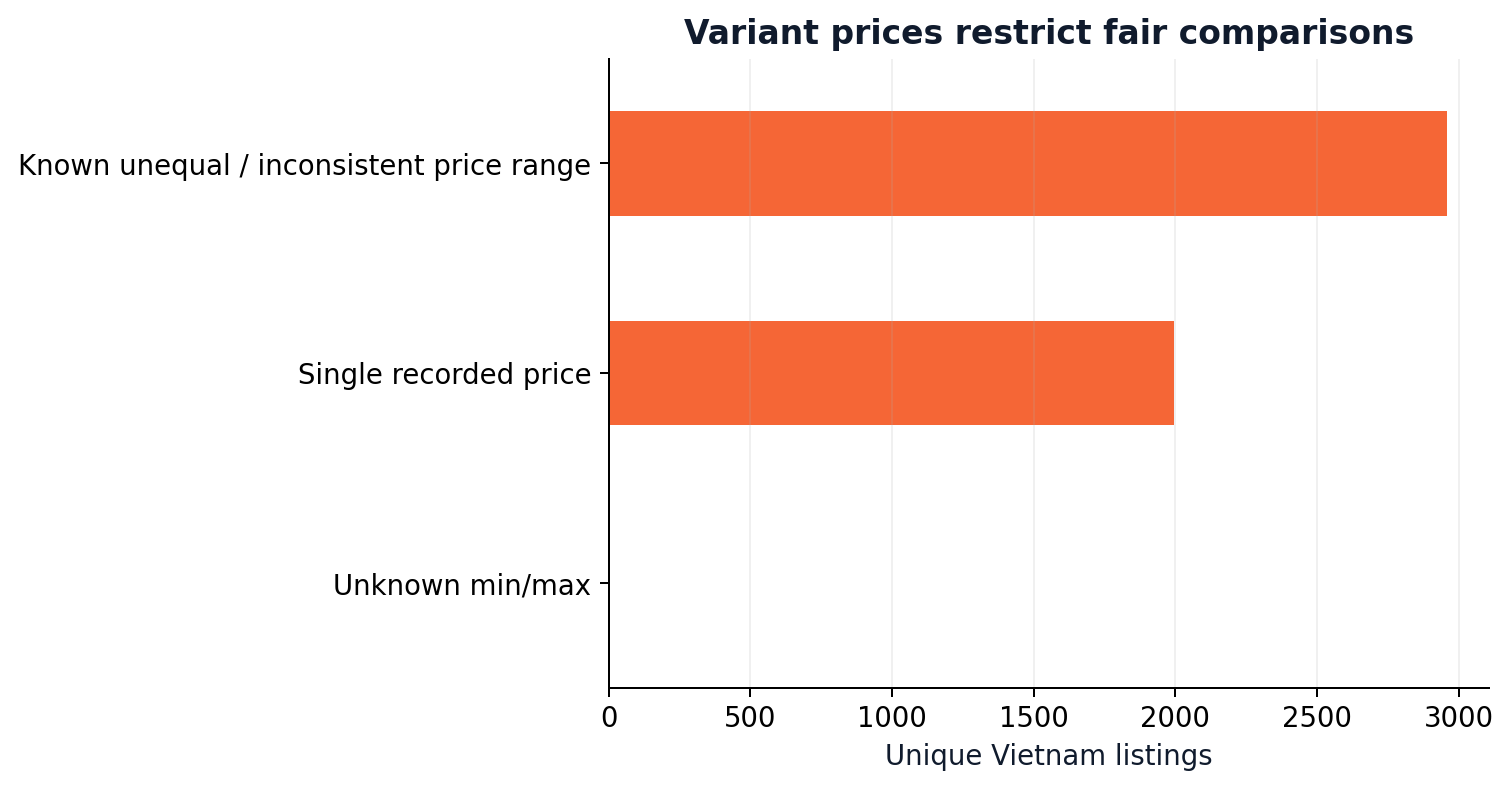 Variant prices restrict fair comparisons
Known unequal / inconsistent price range
Single recorded price
Unknown min/max
0 500 1000 1500 2000 2500 3000
Unique Vietnam listings